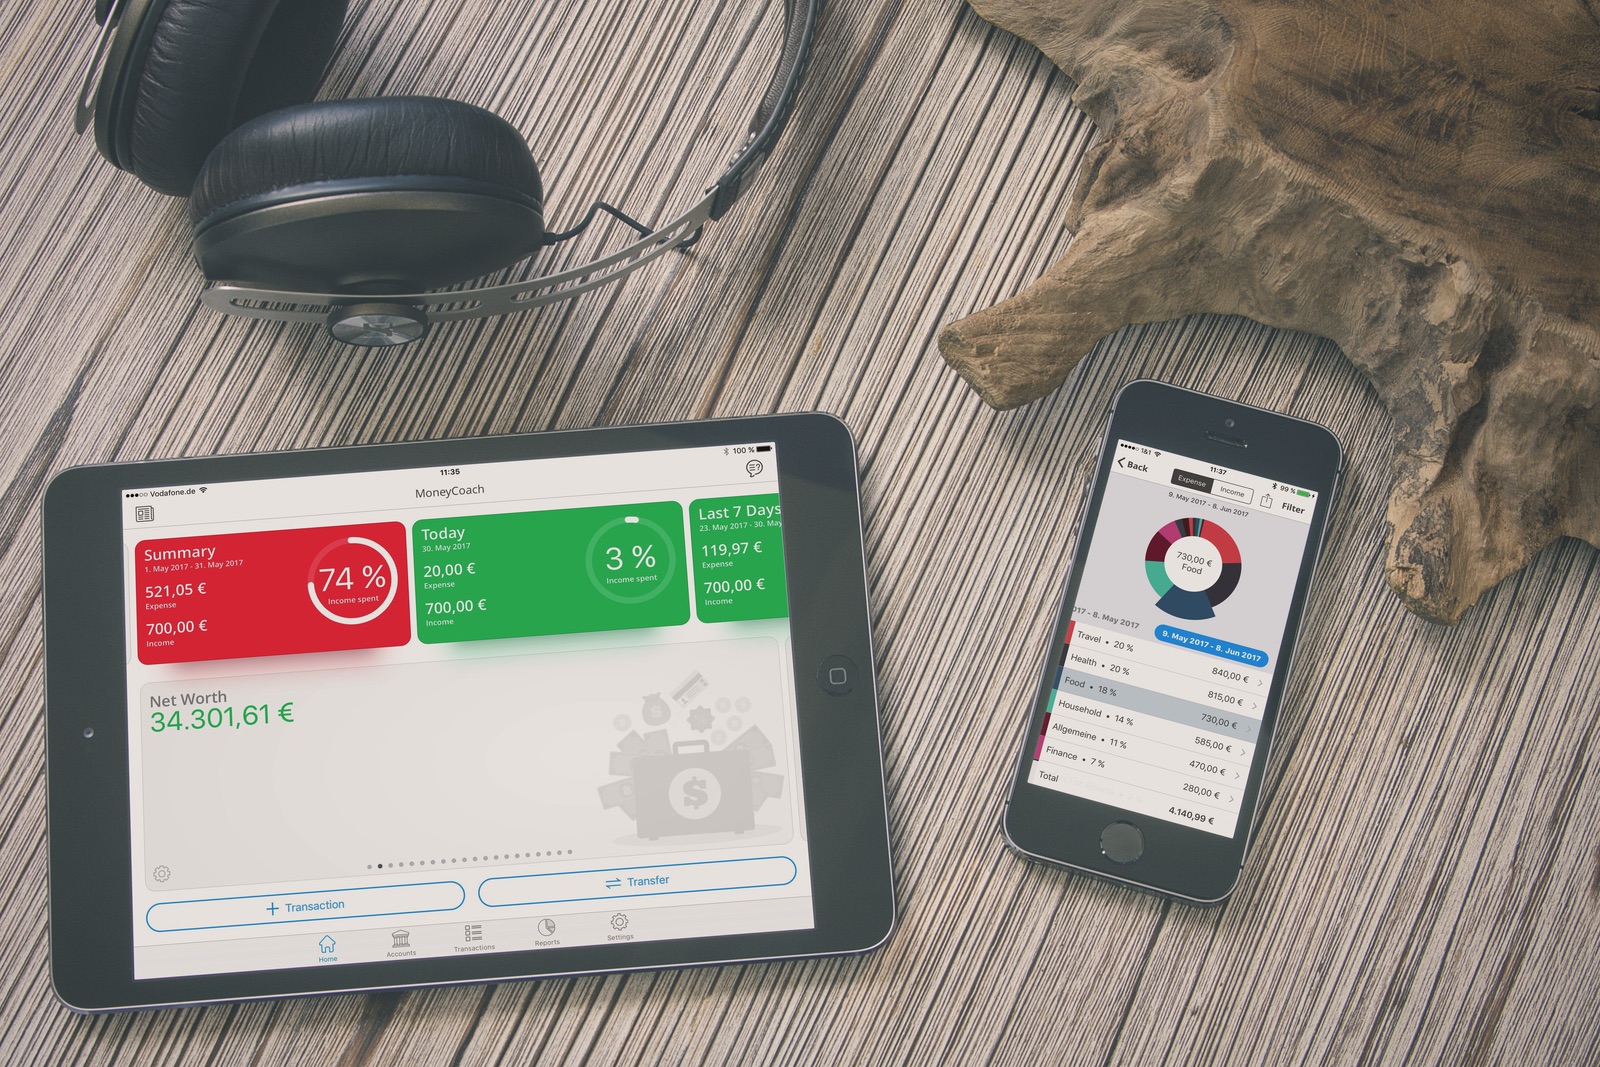 Vodafone.de
11:35
100 %
MoneyCoach
Summary
1. May 2017 - 31. May 2017
521,05 €
Expense
700,00 €
Income
74 %
Income spent
Today
30. May 2017
20,00 €
Expense
700,00 €
Income
3 %
Income spent
Last 7 Days
23. May 2017 - 30. May
119,97 €
Expense
700,00 €
Income
Net Worth
34.301,61 €
$
$
+ Transaction
Transfer
Home
Accounts
Transactions
Reports
Settings
1&1
11:37
99 %
Back
Expense
Income
Filter
9. May 2017 - 8. Jun 2017
730,00 €
Food
017 - 8. May 2017
9. May 2017 - 8. Jun 2017
Travel • 20 %
840,00 €
Health • 20 %
815,00 €
Food • 18 %
730,00 €
Household • 14 %
585,00 €
Allgemeine • 11 %
470,00 €
Finance • 7 %
280,00 €
Total
4.140,99 €